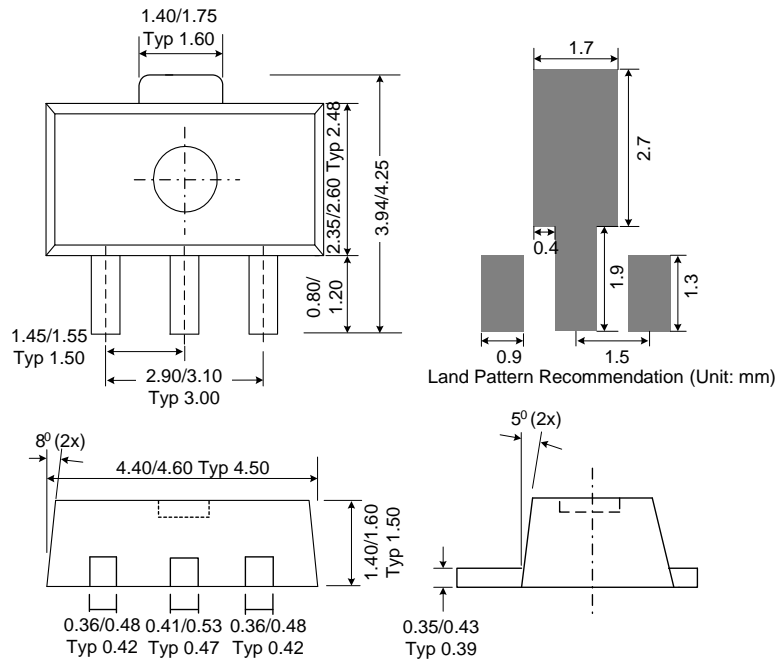 1.40/1.75
Typ 1.60
2.35/2.60 Typ 2.48
3.94/4.25
0.80/
1.20
1.45/1.55
Typ 1.50
2.90/3.10
Typ 3.00
1.7
2.7
0.4
1.9
1.3
0.9
1.5
Land Pattern Recommendation (Unit: mm)
8⁰ (2x)
4.40/4.60 Typ 4.50
1.40/1.60
Typ 1.50
0.36/0.48
Typ 0.42
0.41/0.53
Typ 0.47
0.36/0.48
Typ 0.42
5⁰ (2x)
0.35/0.43
Typ 0.39